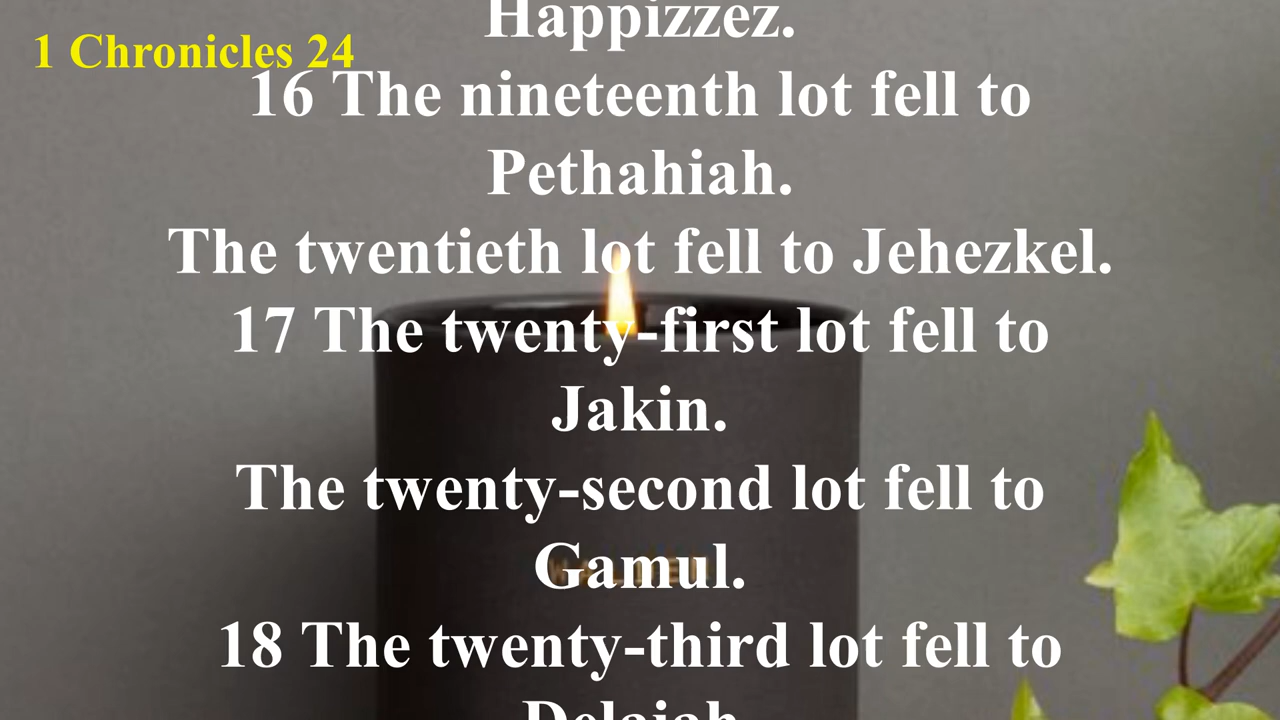 Happizzez.
1 Chronicles 24
16 The nineteenth lot fell to
Pethahiah.
The twentieth lot fell to Jehezkel.
17 The twenty-first lot fell to
Jakin.
The twenty-second lot fell to
Gamul.
18 The twenty-third lot fell to
Delaiah